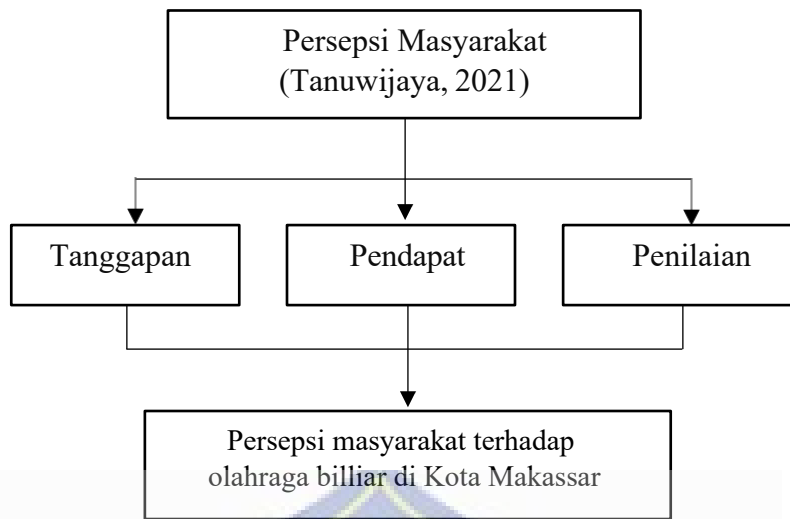 Persepsi Masyarakat
(Tanuwijaya, 2021)
Tanggapan
Pendapat
Penilaian
Persepsi masyarakat terhadap
olahraga billiar di Kota Makassar